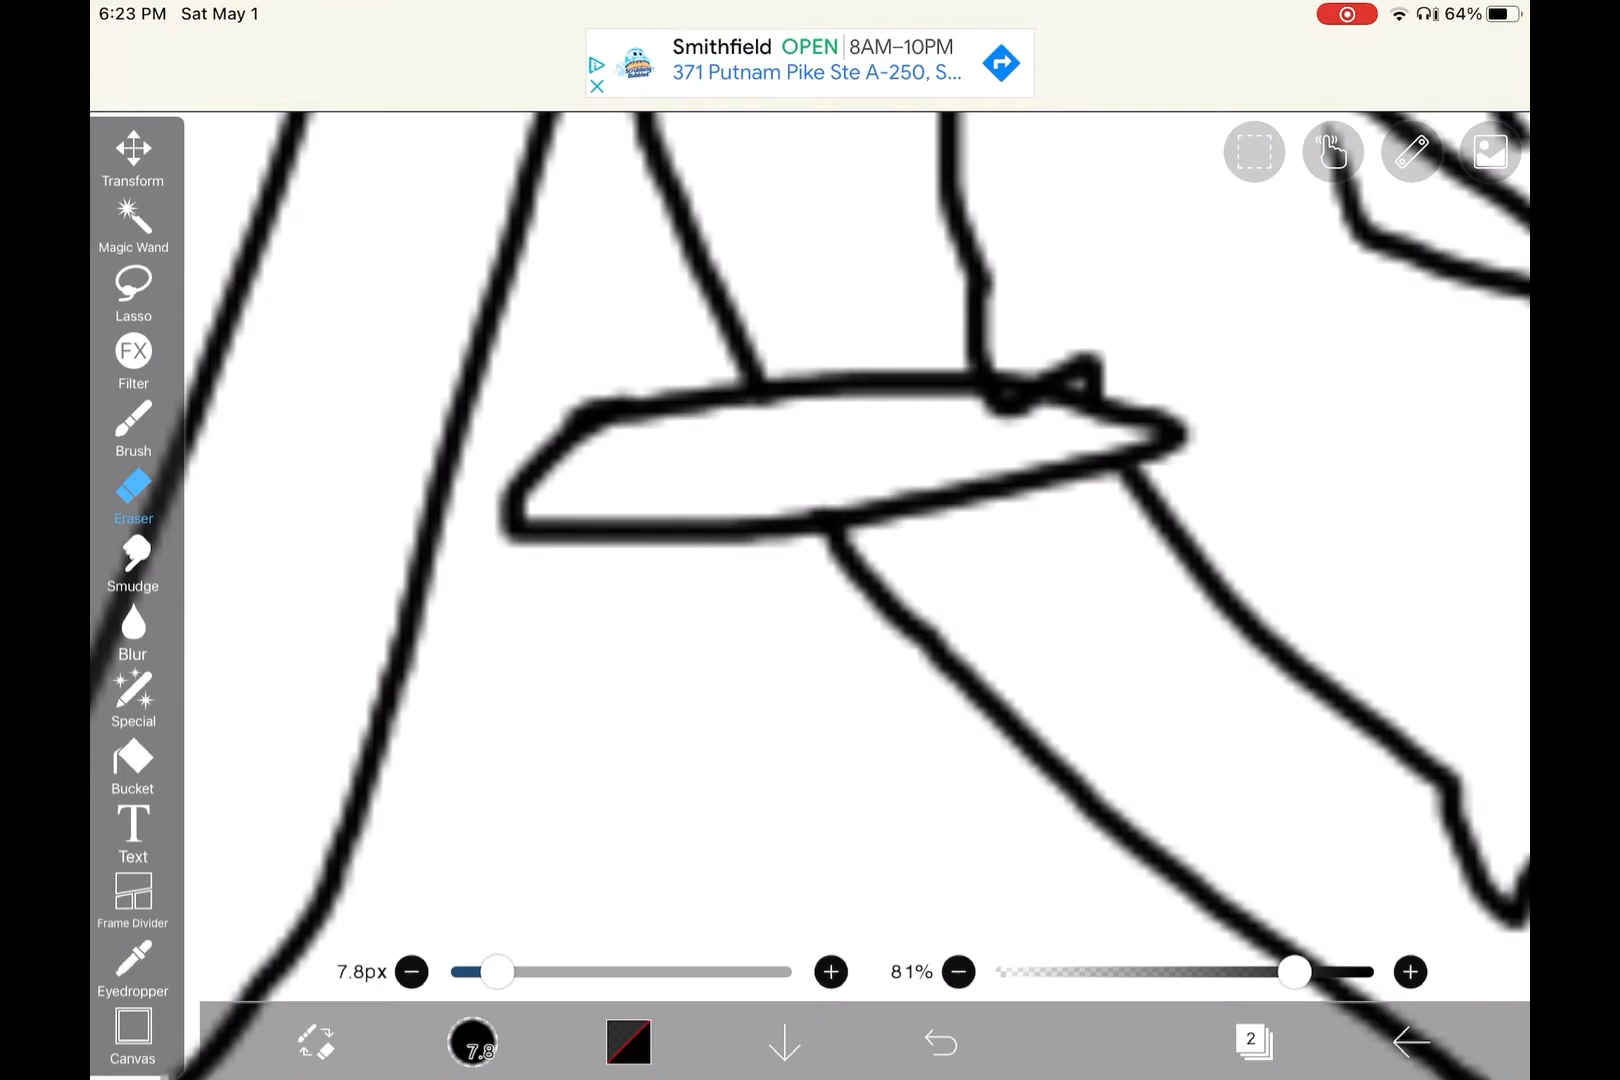 6:23 PM Sat May 1
64%
Smithfield OPEN 8AM–10PM
371 Putnam Pike Ste A-250, S...
Transform
Magic Wand
Lasso
FX
Filter
Brush
Eraser
Smudge
Blur
Special
Bucket
T
Text
Frame Divider
Eyedropper
Canvas
7.8px
81%
7.8
2